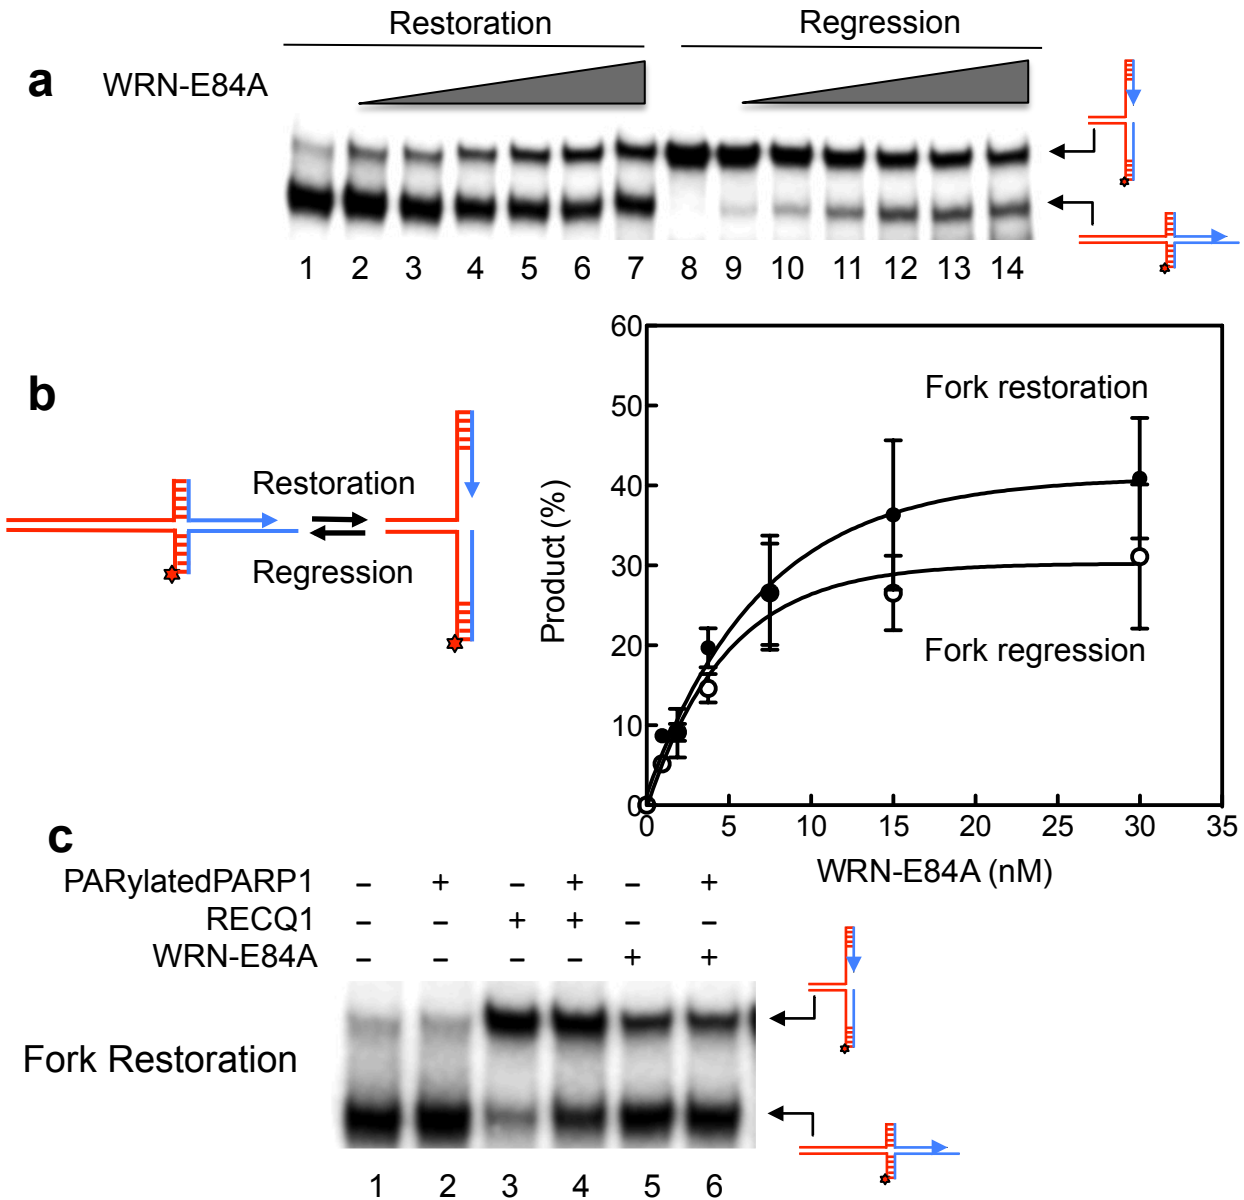 Restoration Regression
a WRN-E84A
1 2 3 4 5 6 7 8 9 10 11 12 13 14
b
Restoration
Regression
60
50
40
30
20
10
0
Product (%)
Fork restoration
Fork regression
0 5 10 15 20 25 30 35
WRN-E84A (nM)
c
PARylatedPARP1 – + – + – +
RECQ1 – – + + – –
WRN-E84A – – – – + +
Fork Restoration
1 2 3 4 5 6